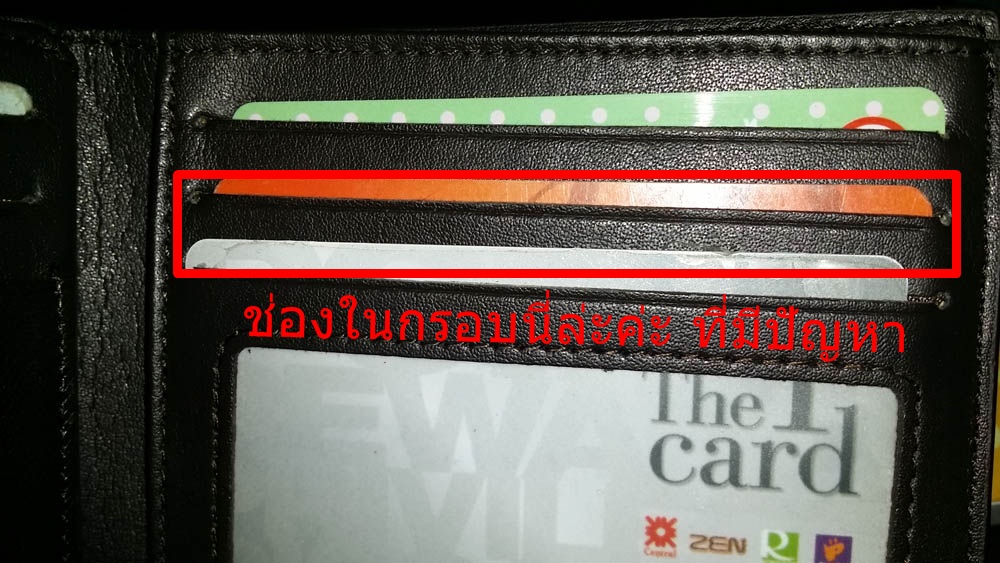 ช่องในกรอบนี่ล่ะค่ะ ที่มีปัญหา
The 1
card
Central
ZEN
R